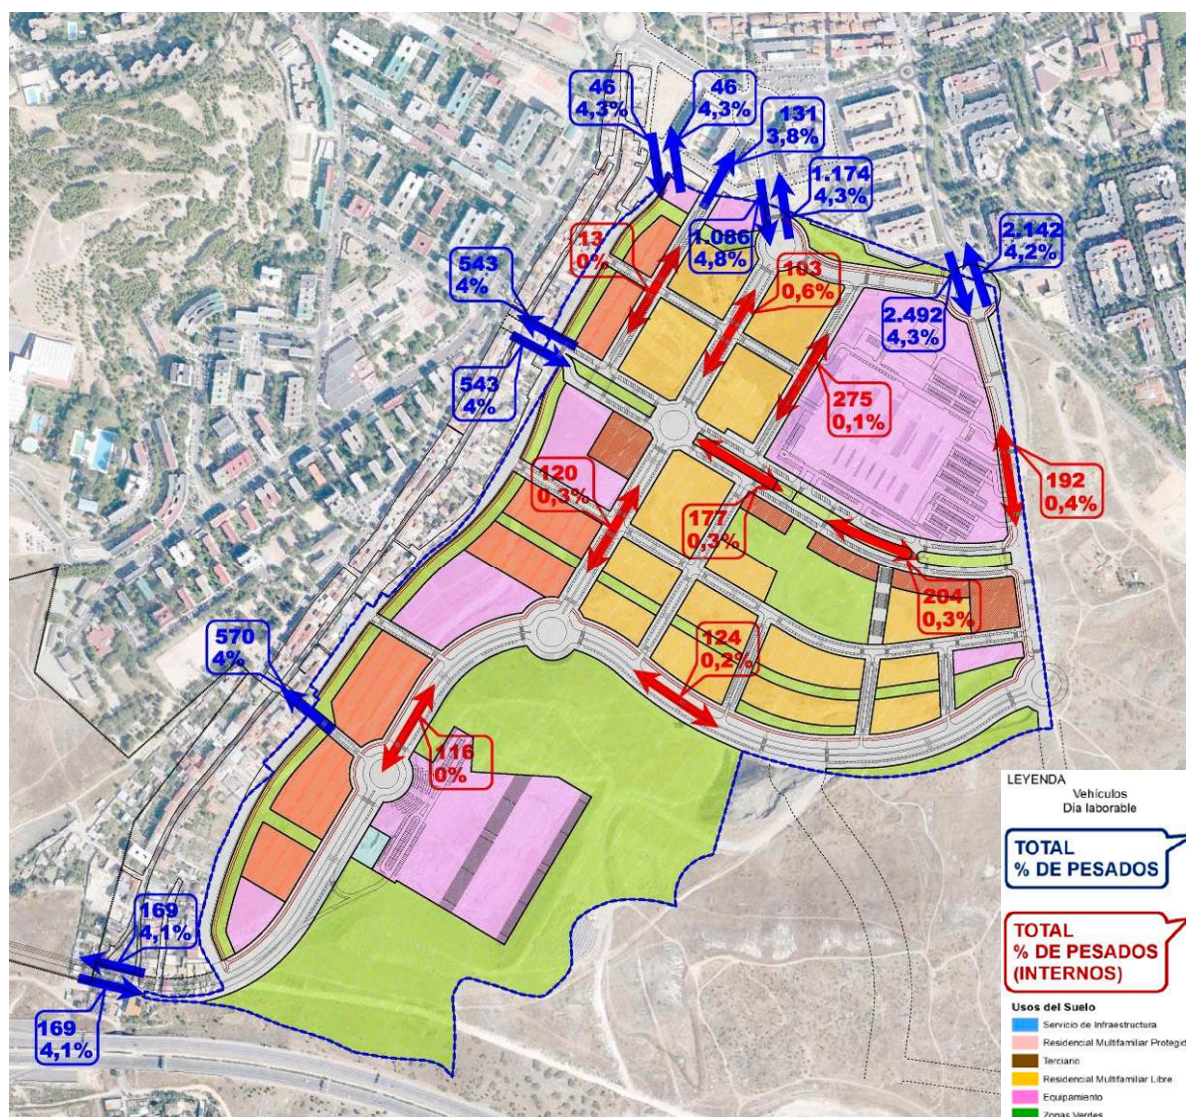 46
4,3%
46
4,3%
131
3,8%
1.174
4,3%
1.086
4,8%
2.142
4,2%
2.492
4,3%
13
0%
103
0,6%
543
4%
543
4%
275
0,1%
192
0,4%
120
0,3%
177
0,3%
204
0,3%
124
0,2%
570
4%
116
0%
169
4,1%
169
4,1%
LEYENDA
Vehículos
Día laborable
TOTAL
% DE PESADOS
TOTAL
% DE PESADOS
(INTERNOS)
Usos del Suelo
Servicio de Infraestructura
Residencial Multifamiliar Protegid
Terciario
Residencial Multifamiliar Libre
Equipamiento
Zonas Verdes